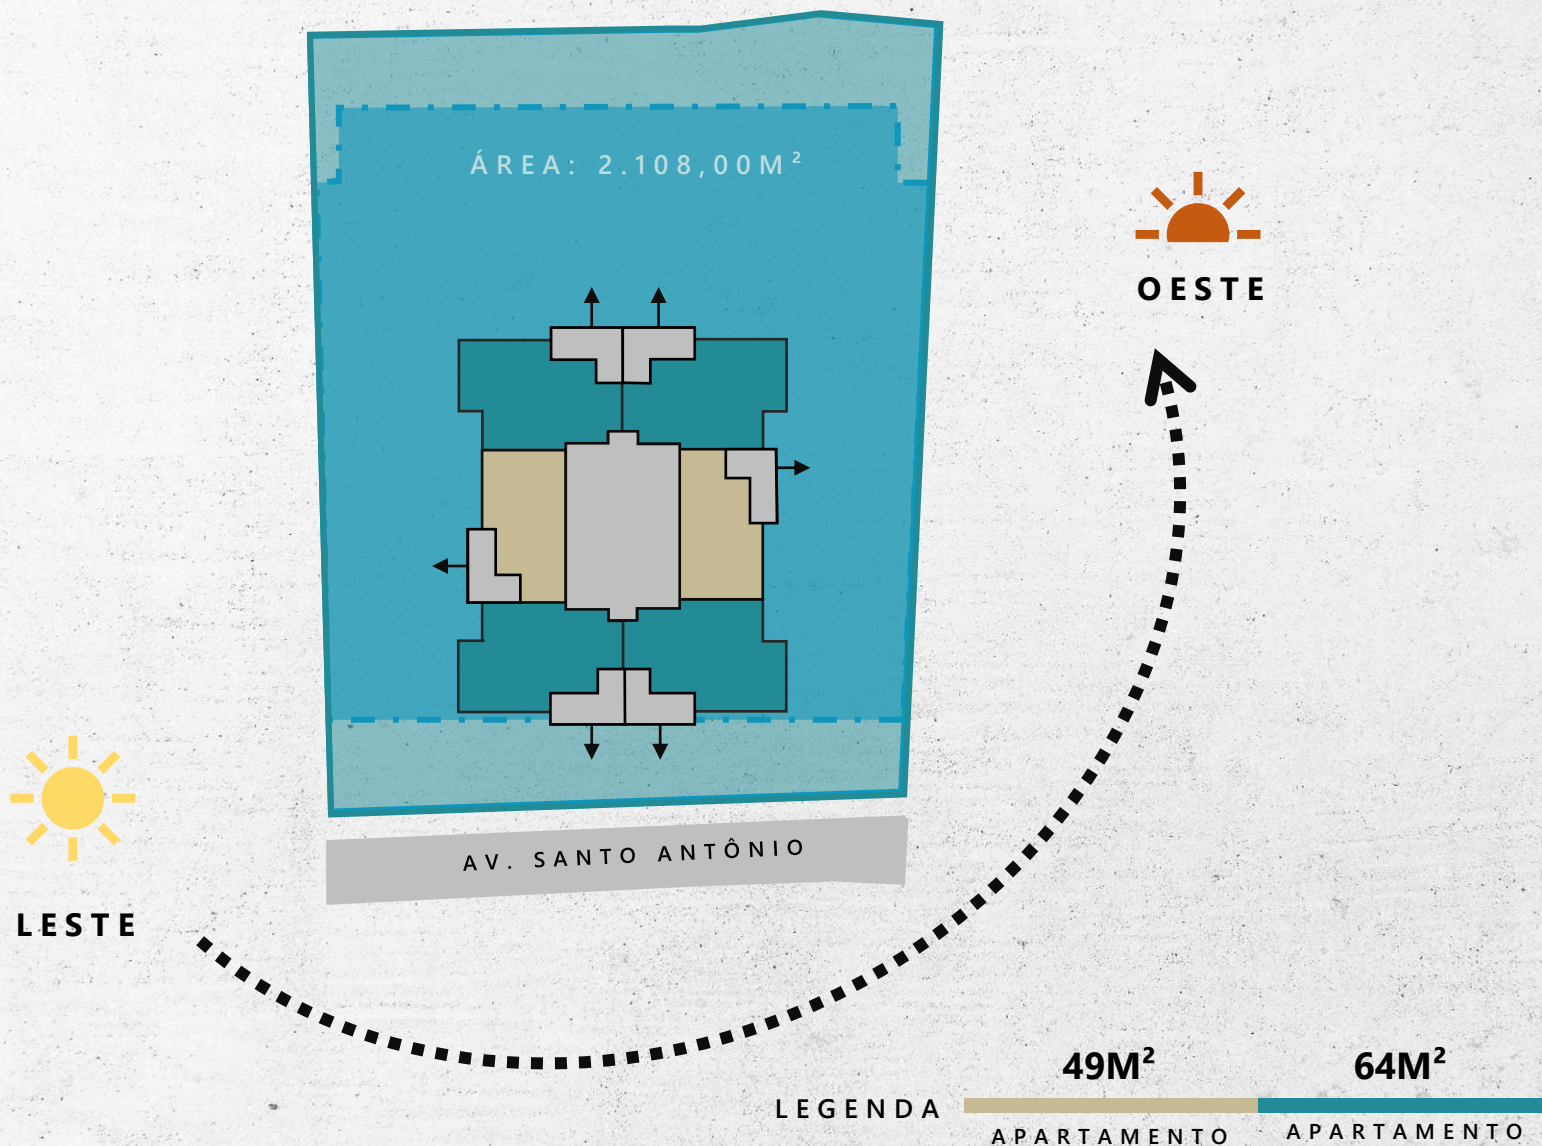 ÁREA: 2.108,00M²
OESTE
AV. SANTO ANTÔNIO
LESTE
49M² 64M²
LEGENDA
APARTAMENTO APARTAMENTO